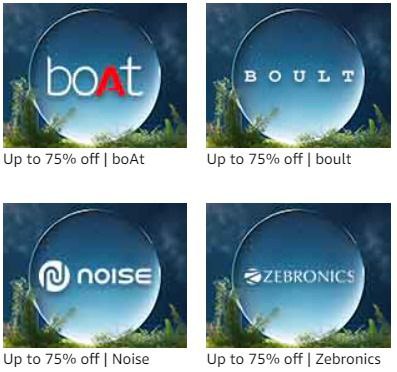 boAt
BOULT
Up to 75% off | boAt
Up to 75% off | boult
NOISE
ZEBRONICS
Up to 75% off | Noise
Up to 75% off | Zebronics